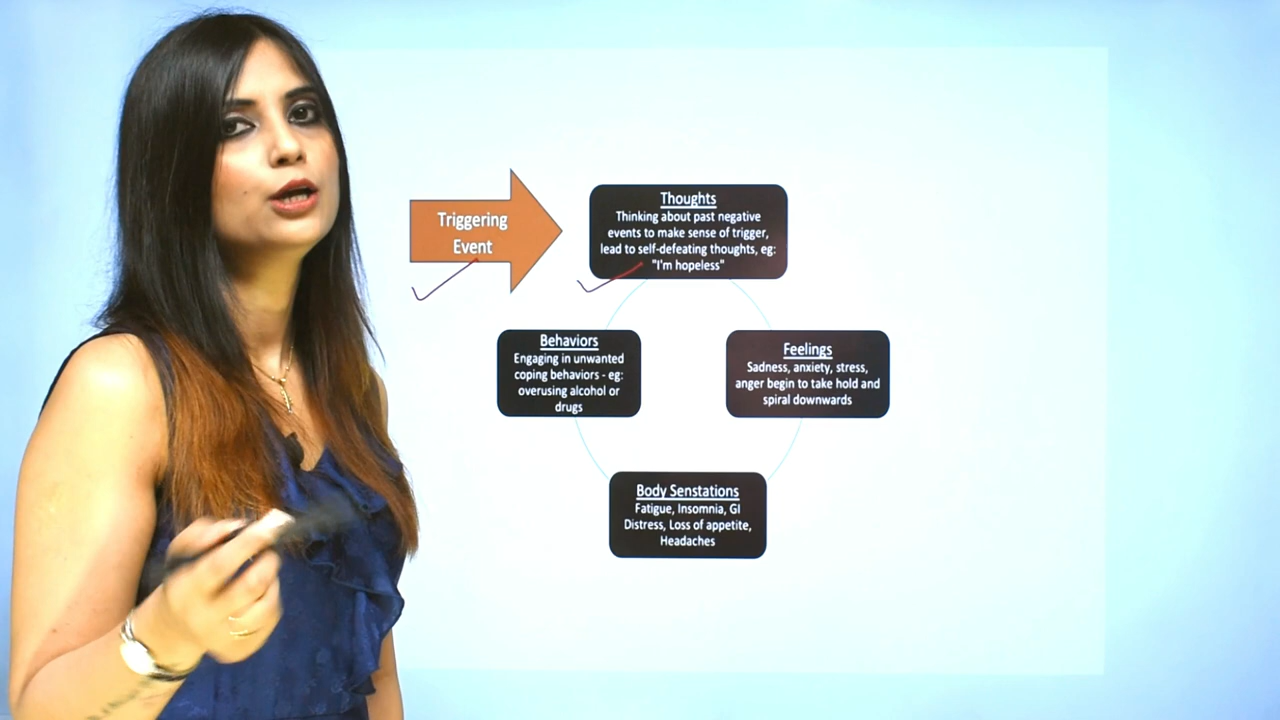 Triggering
Event
Thoughts
Thinking about past negative
events to make sense of trigger,
lead to self-defeating thoughts, eg:
"I'm hopeless"
Behaviors
Engaging in unwanted
coping behaviors - eg:
overusing alcohol or
drugs
Feelings
Sadness, anxiety, stress,
anger begin to take hold and
spiral downwards
Body Senstations
Fatigue, Insomnia, GI
Distress, Loss of appetite,
Headaches